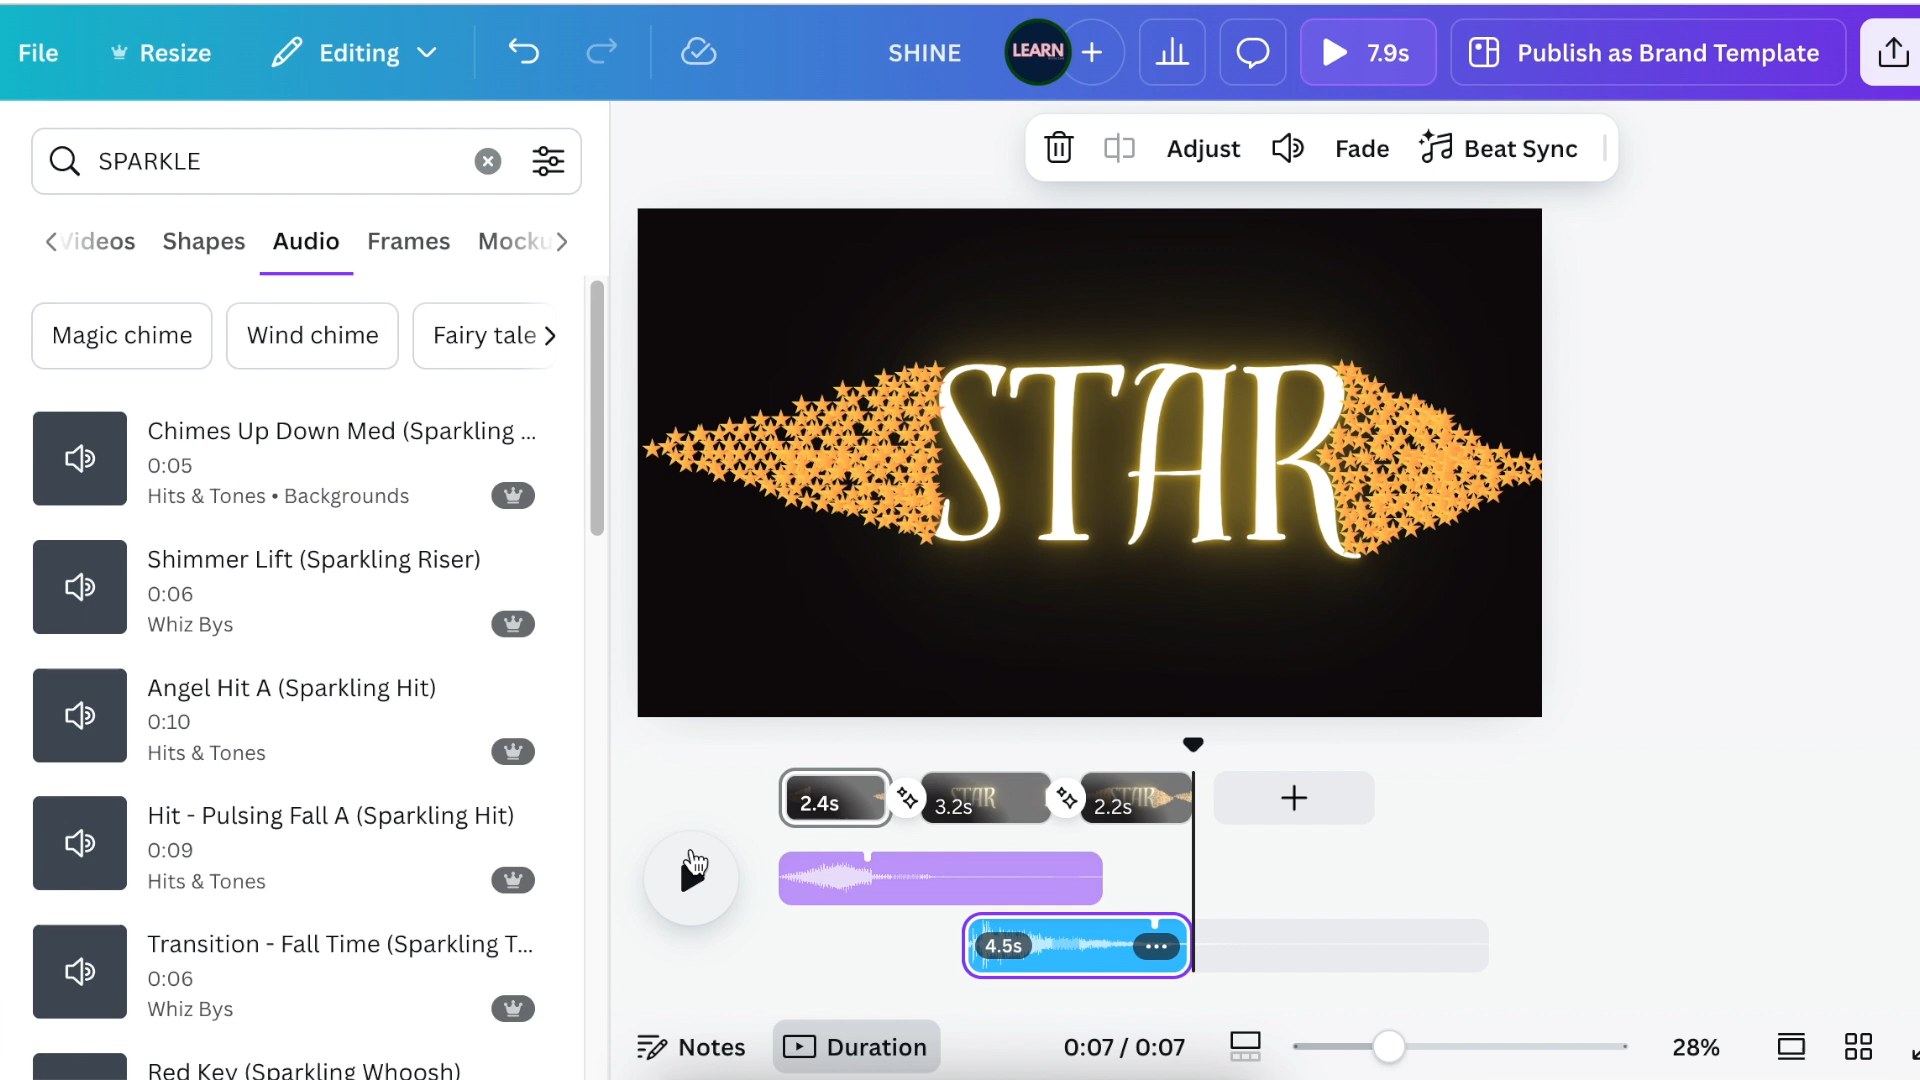 File
Resize
Editing
SHINE
LEARN
7.9s
Publish as Brand Template
SPARKLE
Videos
Shapes
Audio
Frames
Mocku
Magic chime
Wind chime
Fairy tale
Chimes Up Down Med (Sparkling ...
0:05
Hits & Tones • Backgrounds
Shimmer Lift (Sparkling Riser)
0:06
Whiz Bys
Angel Hit A (Sparkling Hit)
0:10
Hits & Tones
Hit - Pulsing Fall A (Sparkling Hit)
0:09
Hits & Tones
Transition - Fall Time (Sparkling T...
0:06
Whiz Bys
Red Key (Sparkling Whoosh)
Adjust
Fade
Beat Sync
STAR
2.4s
STAR
3.2s
STAR
2.2s
4.5s
Notes
Duration
0:07 / 0:07
28%